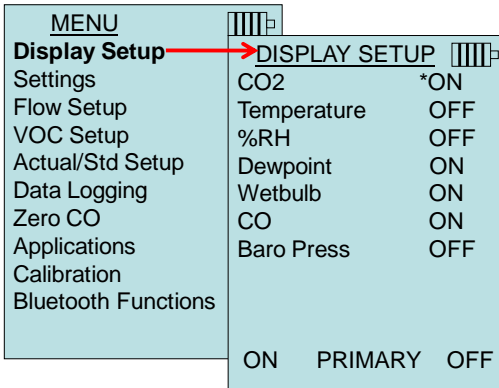 MENU
Display Setup
Settings
Flow Setup
VOC Setup
Actual/Std Setup
Data Logging
Zero CO
Applications
Calibration
Bluetooth Functions
DISPLAY SETUP
CO2 *ON
Temperature OFF
%RH OFF
Dewpoint ON
Wetbulb ON
CO ON
Baro Press OFF
ON PRIMARY OFF